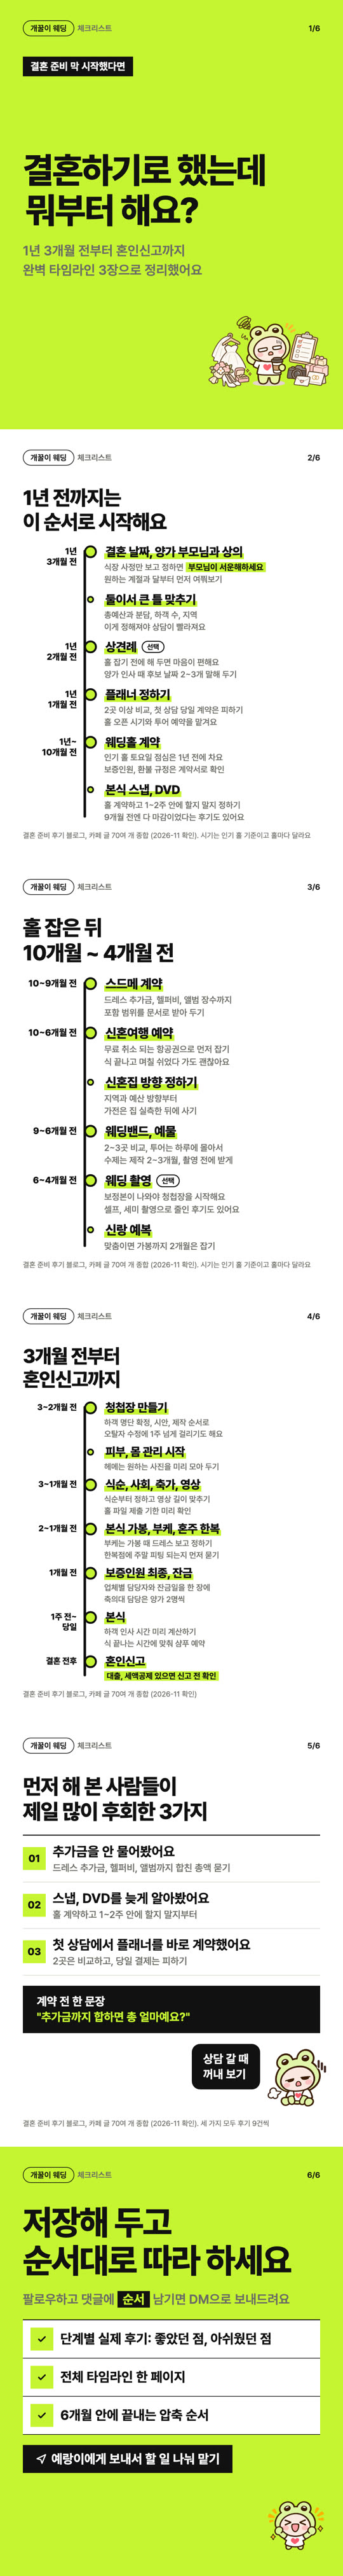 개꿀이 웨딩 체크리스트 1/6
결혼 준비 막 시작했다면
결혼하기로 했는데
뭐부터 해요?
1년 3개월 전부터 혼인신고까지
완벽 타임라인 3장으로 정리했어요
개꿀이 웨딩 체크리스트 2/6
1년 전까지는
이 순서로 시작해요
1년
3개월 전
결혼 날짜, 양가 부모님과 상의
식장 사정만 보고 정하면 부모님이 서운해하세요
원하는 계절과 달부터 먼저 여쭤보기
둘이서 큰 틀 맞추기
총예산과 분담, 하객 수, 지역
이게 정해져야 상담이 빨라져요
1년
2개월 전
상견례 선택
홀 잡기 전에 해 두면 마음이 편해요
양가 인사 때 후보 날짜 2~3개 말해 두기
1년
1개월 전
플래너 정하기
2곳 이상 비교, 첫 상담 당일 계약은 피하기
홀 오픈 시기와 투어 예약을 맡겨요
1년~
10개월 전
웨딩홀 계약
인기 홀 토요일 점심은 1년 전에 차요
보증인원, 환불 규정은 계약서로 확인
본식 스냅, DVD
홀 계약하고 1~2주 안에 할지 말지 정하기
9개월 전엔 다 마감이었다는 후기도 있어요
결혼 준비 후기 블로그, 카페 글 70여 개 종합 (2026-11 확인). 시기는 인기 홀 기준이고 홀마다 달라요
개꿀이 웨딩 체크리스트 3/6
홀 잡은 뒤
10개월 ~ 4개월 전
10~9개월 전
스드메 계약
드레스 추가금, 헬퍼비, 앨범 장수까지
포함 범위를 문서로 받아 두기
10~6개월 전
신혼여행 예약
무료 취소 되는 항공권으로 먼저 잡기
식 끝나고 며칠 쉬었다 가도 괜찮아요
신혼집 방향 정하기
지역과 예산 방향부터
가전은 집 실측한 뒤에 사기
9~6개월 전
웨딩밴드, 예물
2~3곳 비교, 투어는 하루에 몰아서
수제는 제작 2~3개월, 촬영 전에 받게
6~4개월 전
웨딩 촬영 선택
보정본이 나와야 청첩장을 시작해요
셀프, 세미 촬영으로 줄인 후기도 있어요
신랑 예복
맞춤이면 가봉까지 2개월은 잡기
결혼 준비 후기 블로그, 카페 글 70여 개 종합 (2026-11 확인). 시기는 인기 홀 기준이고 홀마다 달라요
개꿀이 웨딩 체크리스트 4/6
3개월 전부터
혼인신고까지
3~2개월 전
청첩장 만들기
하객 명단 확정, 시안, 제작 순서로
오탈자 수정에 1주 넘게 걸리기도 해요
피부, 몸 관리 시작
헤메는 원하는 사진을 미리 모아 두기
3~1개월 전
식순, 사회, 축가, 영상
식순부터 정하고 영상 길이 맞추기
홀 파일 제출 기한 미리 확인
2~1개월 전
본식 가봉, 부케, 혼주 한복
부케는 가봉 때 드레스 보고 정하기
한복점에 주말 피팅 되는지 먼저 묻기
1개월 전
보증인원 최종, 잔금
업체별 담당자와 잔금일을 한 장에
축의대 담당은 양가 2명씩
1주 전~
당일
본식
하객 인사 시간 미리 계산하기
식 끝나는 시간에 맞춰 샴푸 예약
결혼 전후
혼인신고
대출, 세액공제 있으면 신고 전 확인
결혼 준비 후기 블로그, 카페 글 70여 개 종합 (2026-11 확인)
개꿀이 웨딩 체크리스트 5/6
먼저 해 본 사람들이
제일 많이 후회한 3가지
01 추가금을 안 물어봤어요
드레스 추가금, 헬퍼비, 앨범까지 합친 총액 묻기
02 스냅, DVD를 늦게 알아봤어요
홀 계약하고 1~2주 안에 할지 말지부터
03 첫 상담에서 플래너를 바로 계약했어요
2곳은 비교하고, 당일 결제는 피하기
계약 전 한 문장
"추가금까지 합하면 총 얼마예요?"
상담 갈 때
꺼내 보기
결혼 준비 후기 블로그, 카페 글 70여 개 종합 (2026-11 확인). 세 가지 모두 후기 9건씩
개꿀이 웨딩 체크리스트 6/6
저장해 두고
순서대로 따라 하세요
팔로우하고 댓글에 순서 남기면 DM으로 보내드려요
단계별 실제 후기: 좋았던 점, 아쉬웠던 점
전체 타임라인 한 페이지
6개월 안에 끝내는 압축 순서
예랑이에게 보내서 할 일 나눠 맡기